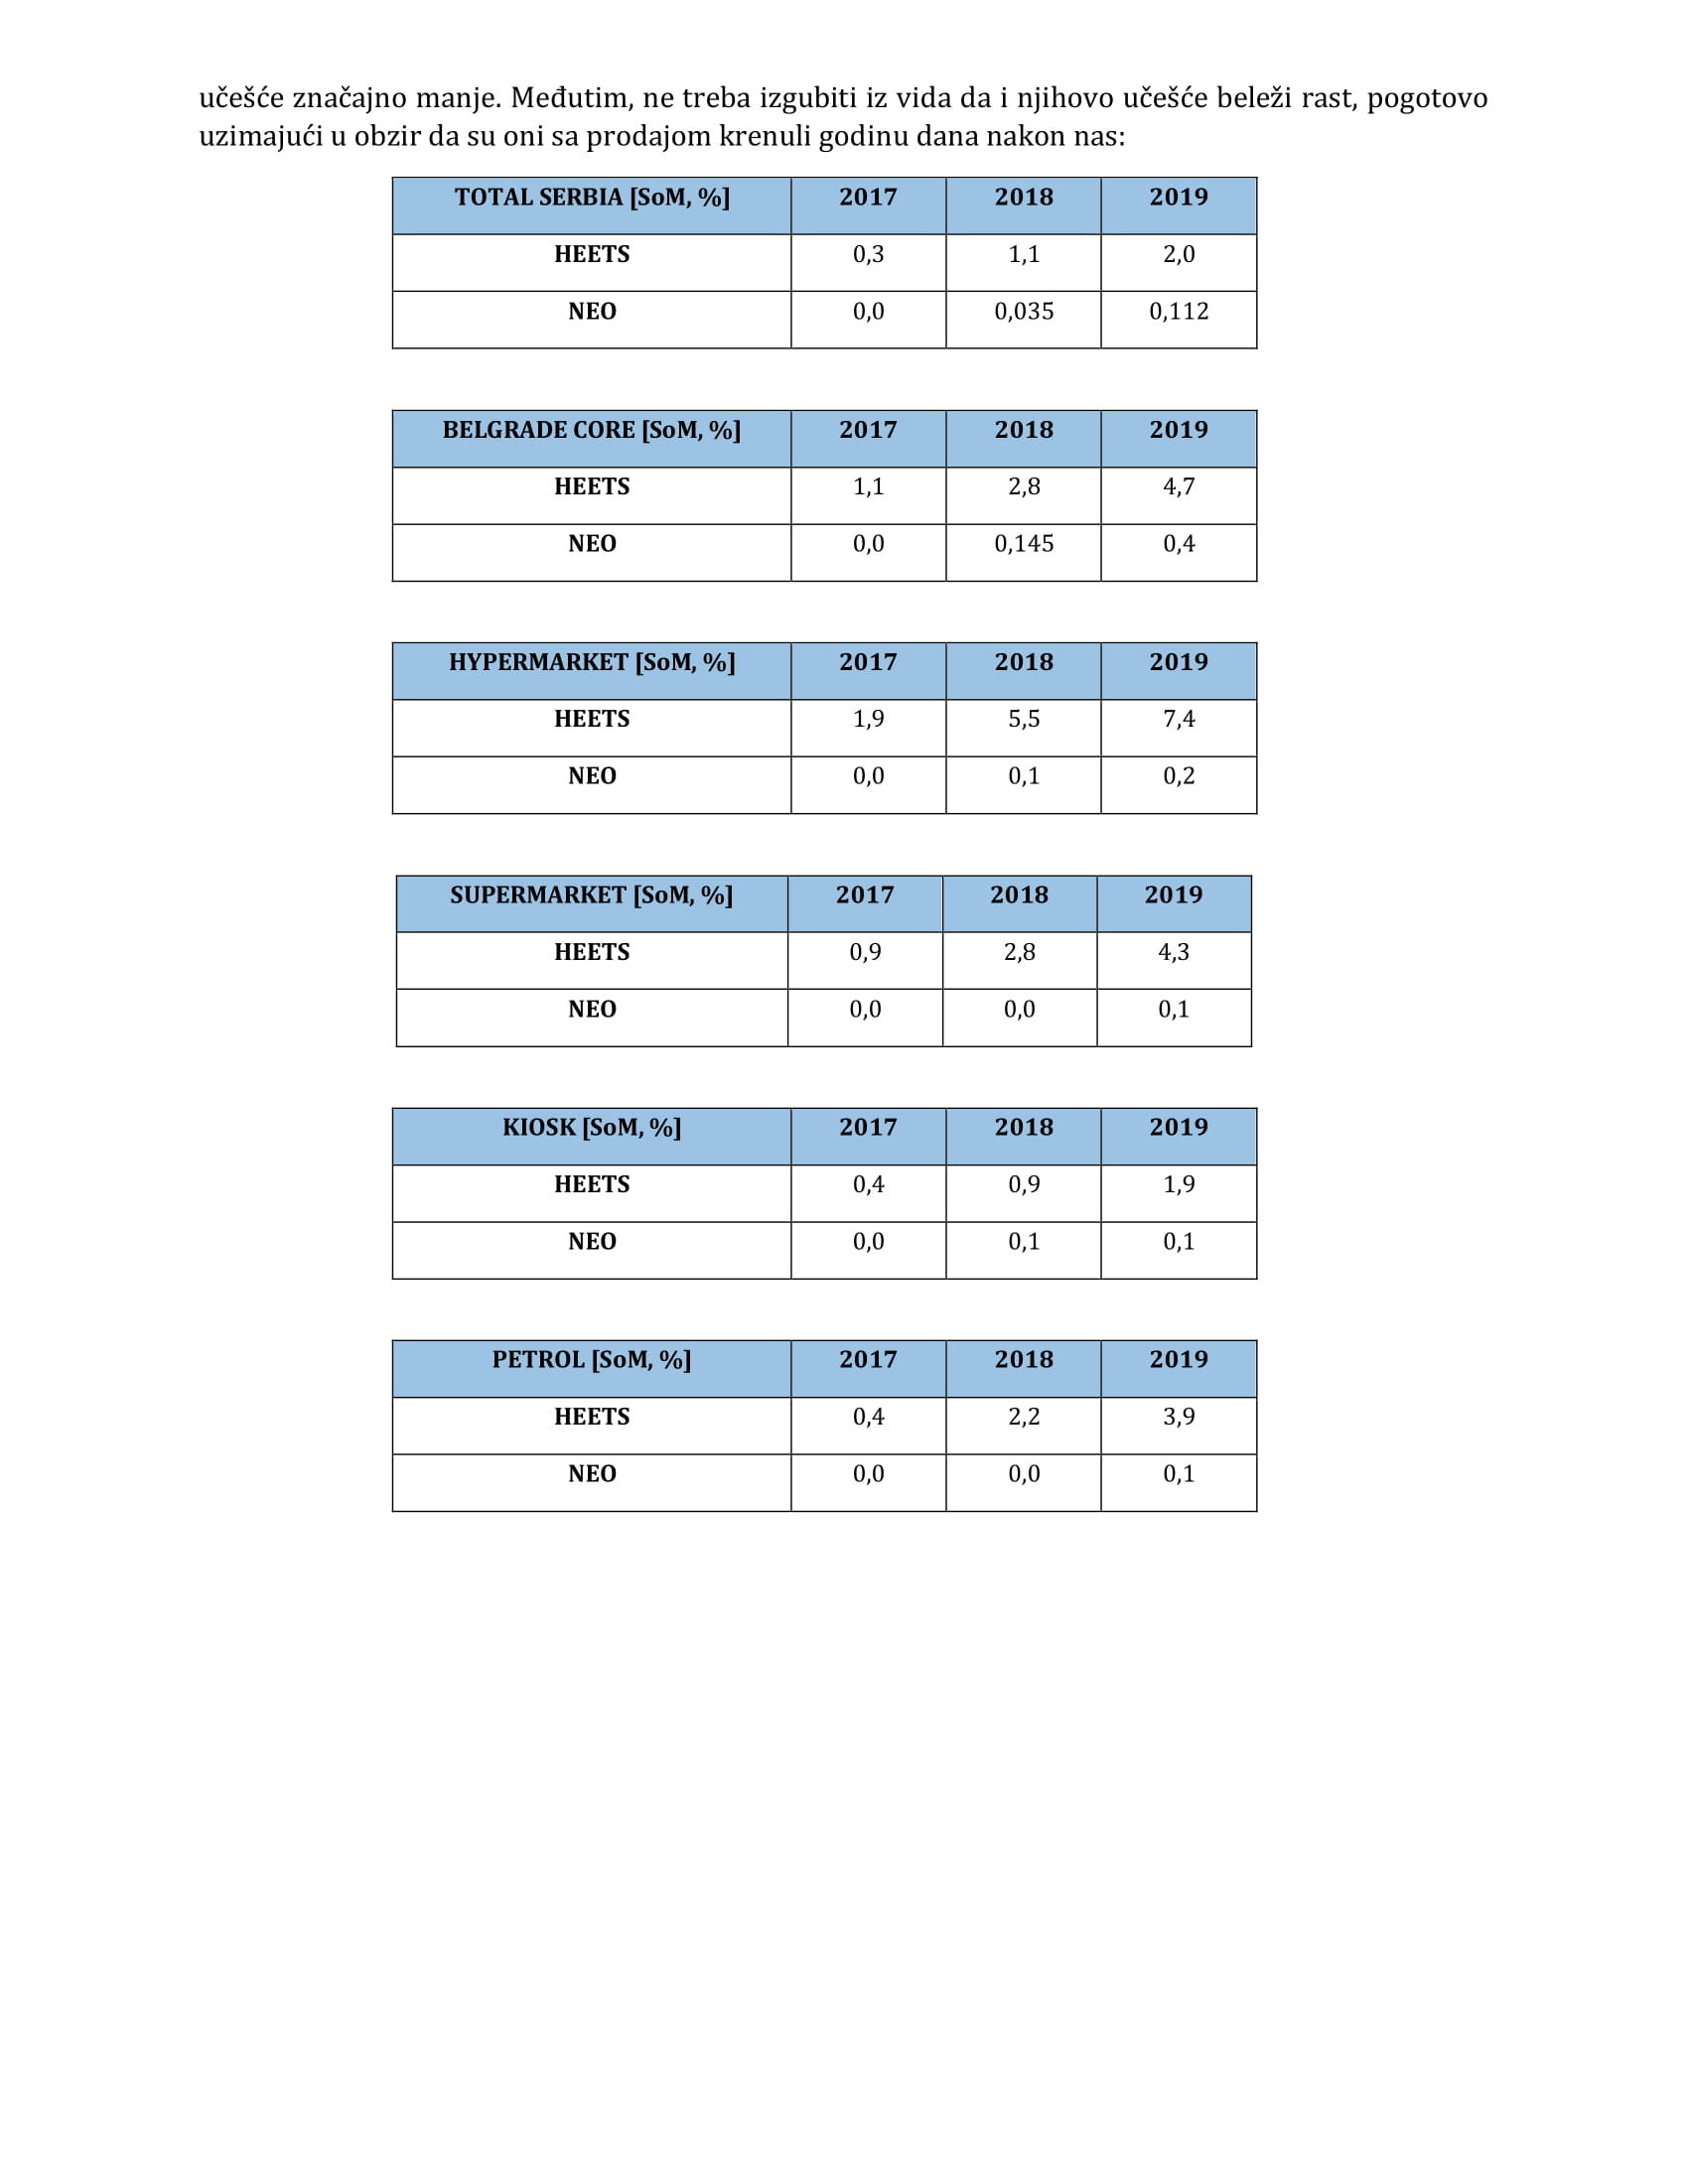 učešće značajno manje. Međutim, ne treba izgubiti iz vida da i njihovo učešće beleži rast, pogotovo
uzimajući u obzir da su oni sa prodajom krenuli godinu dana nakon nas:
TOTAL SERBIA [SoM, %] 2017 2018 2019
HEETS 0,3 1,1 2,0
NEO 0,0 0,035 0,112
BELGRADE CORE [SoM, %] 2017 2018 2019
HEETS 1,1 2,8 4,7
NEO 0,0 0,145 0,4
HYPERMARKET [SoM, %] 2017 2018 2019
HEETS 1,9 5,5 7,4
NEO 0,0 0,1 0,2
SUPERMARKET [SoM, %] 2017 2018 2019
HEETS 0,9 2,8 4,3
NEO 0,0 0,0 0,1
KIOSK [SoM, %] 2017 2018 2019
HEETS 0,4 0,9 1,9
NEO 0,0 0,1 0,1
PETROL [SoM, %] 2017 2018 2019
HEETS 0,4 2,2 3,9
NEO 0,0 0,0 0,1